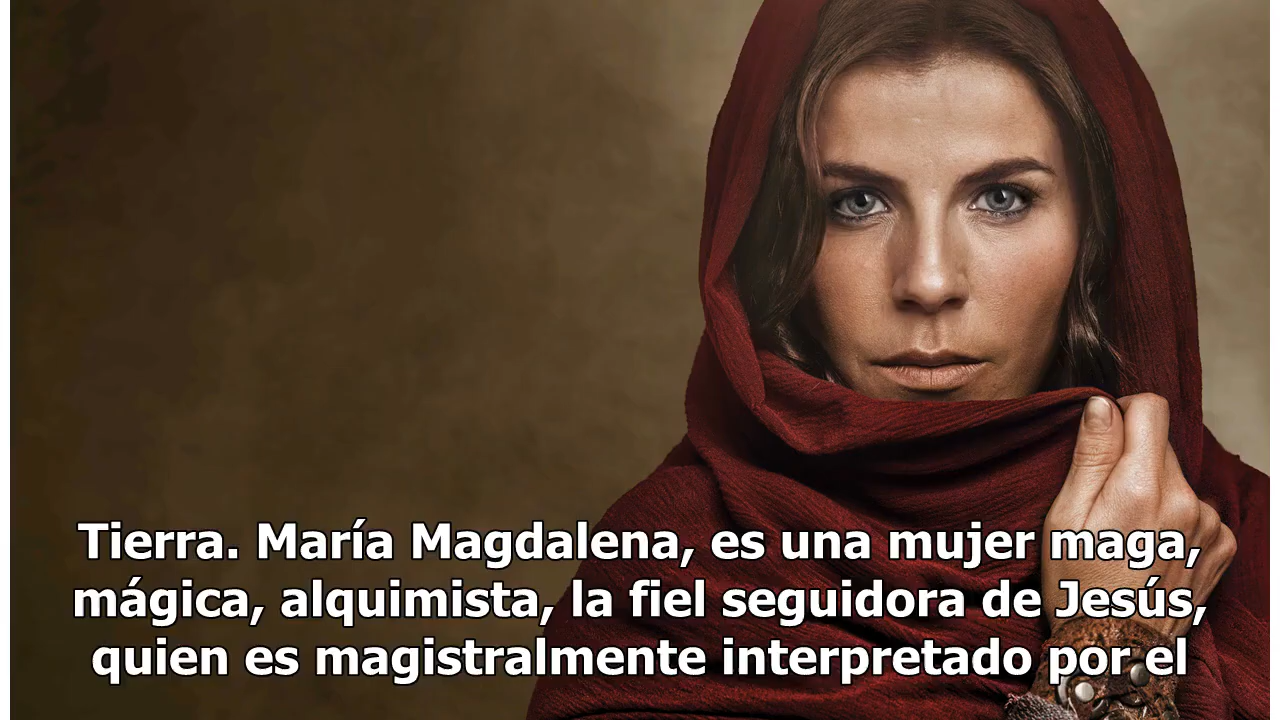 Tierra. María Magdalena, es una mujer maga,
mágica, alquimista, la fiel seguidora de Jesús,
quien es magistralmente interpretado por el